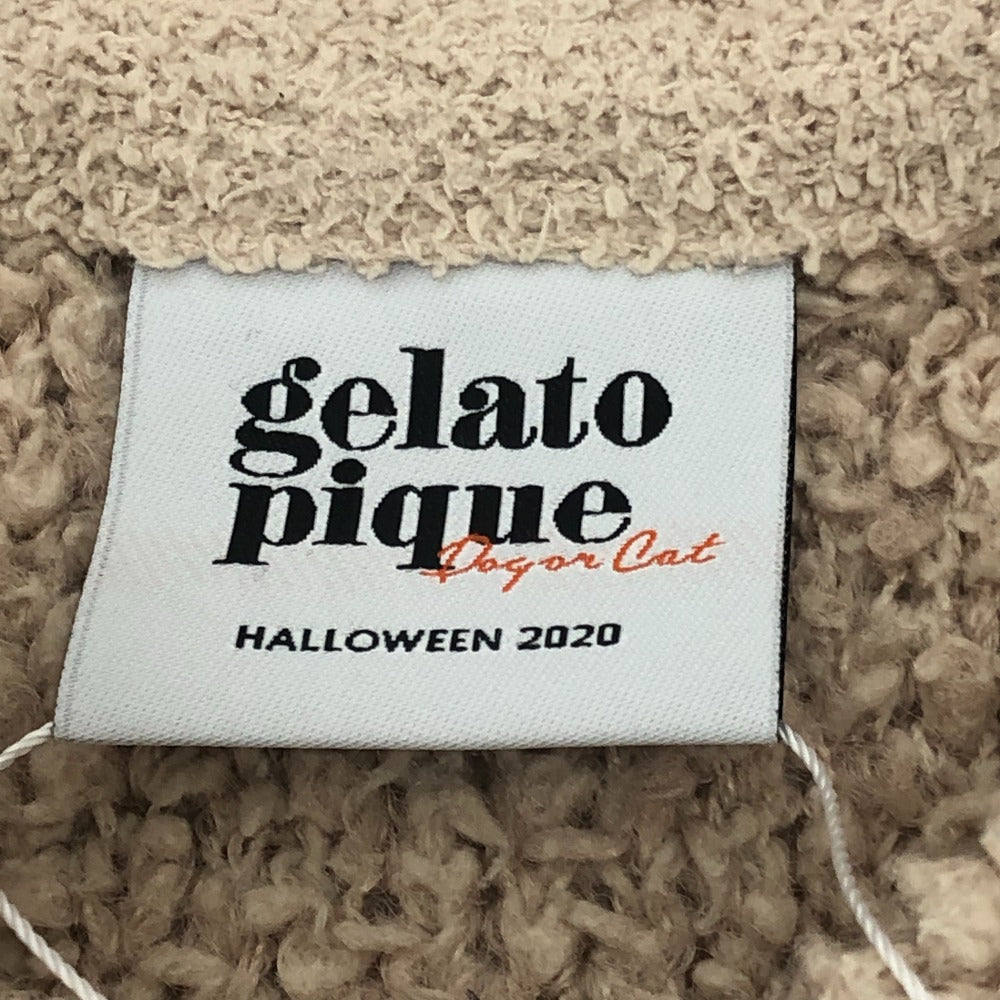 gelato
pique
Dog or Cat
HALLOWEEN 2020